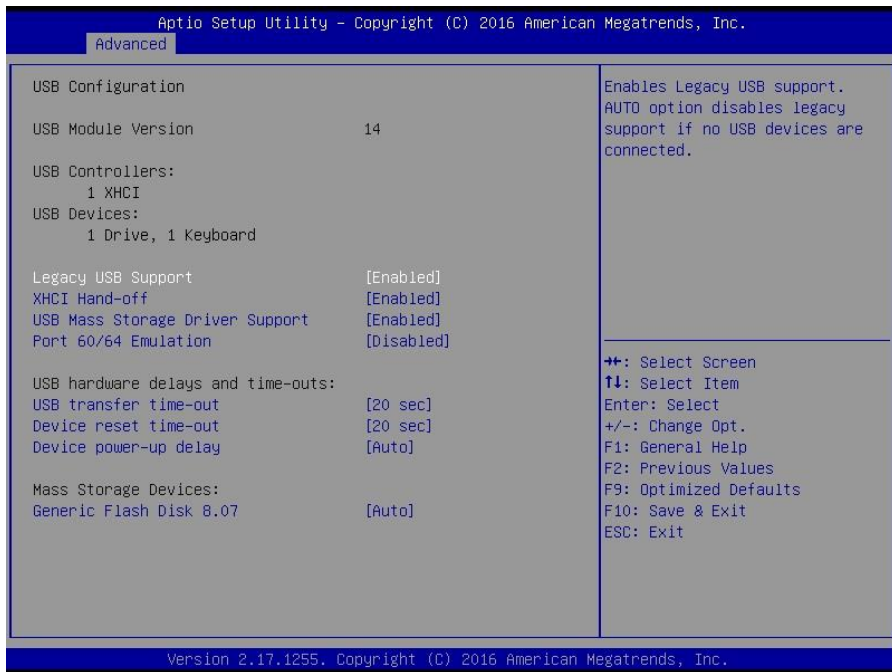 Aptio Setup Utility – Copyright (C) 2016 American Megatrends, Inc.
Advanced
USB Configuration
USB Module Version 14
USB Controllers:
1 XHCI
USB Devices:
1 Drive, 1 Keyboard
Legacy USB Support [Enabled]
XHCI Hand-off [Enabled]
USB Mass Storage Driver Support [Enabled]
Port 60/64 Emulation [Disabled]
USB hardware delays and time-outs:
USB transfer time-out [20 sec]
Device reset time-out [20 sec]
Device power-up delay [Auto]
Mass Storage Devices:
Generic Flash Disk 8.07 [Auto]
Enables Legacy USB support.
AUTO option disables legacy
support if no USB devices are
connected.
→←: Select Screen
↑↓: Select Item
Enter: Select
+/-: Change Opt.
F1: General Help
F2: Previous Values
F9: Optimized Defaults
F10: Save & Exit
ESC: Exit
Version 2.17.1255. Copyright (C) 2016 American Megatrends, Inc.